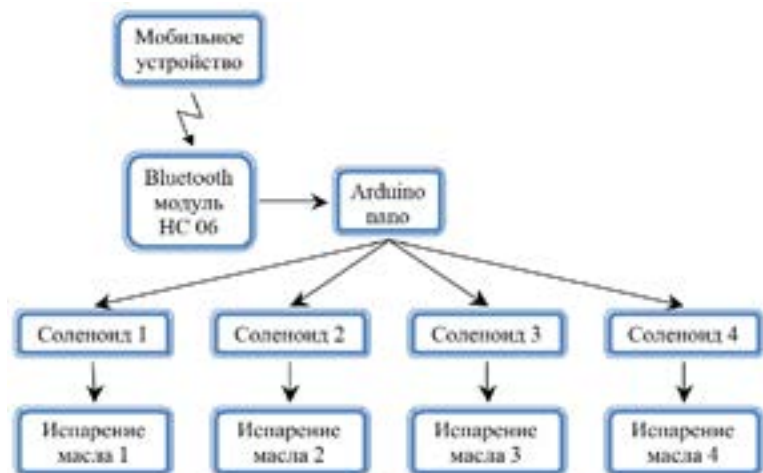 Мобильное
устройство
Bluetooth
модуль
HC 06
Arduino
nano
Соленоид 1
Соленоид 2
Соленоид 3
Соленоид 4
Испарение
масла 1
Испарение
масла 2
Испарение
масла 3
Испарение
масла 4